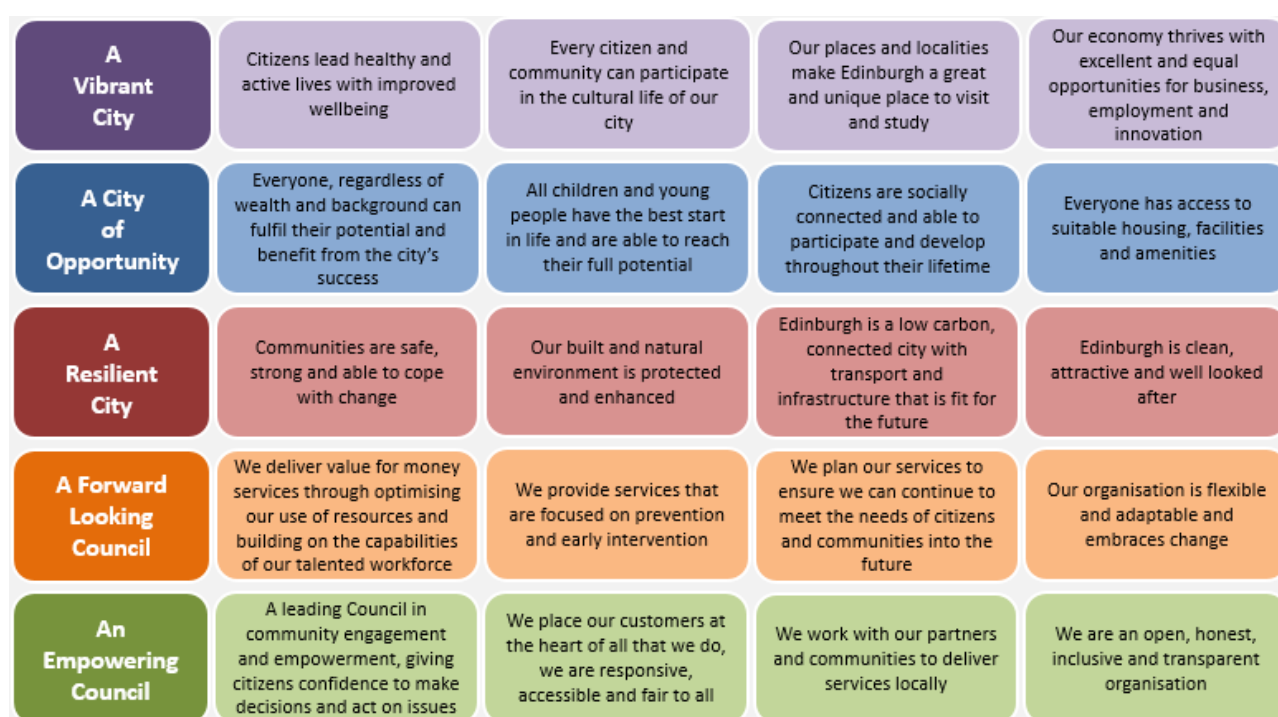 A
Vibrant
City
Citizens lead healthy and
active lives with improved
wellbeing
Every citizen and
community can participate
in the cultural life of our
city
Our places and localities
make Edinburgh a great
and unique place to visit
and study
Our economy thrives with
excellent and equal
opportunities for business,
employment and
innovation
A City
of
Opportunity
Everyone, regardless of
wealth and background can
fulfil their potential and
benefit from the city's
success
All children and young
people have the best start
in life and are able to reach
their full potential
Citizens are socially
connected and able to
participate and develop
throughout their lifetime
Everyone has access to
suitable housing, facilities
and amenities
A
Resilient
City
Communities are safe,
strong and able to cope
with change
Our built and natural
environment is protected
and enhanced
Edinburgh is a low carbon,
connected city with
transport and
infrastructure that is fit for
the future
Edinburgh is clean,
attractive and well looked
after
A Forward
Looking
Council
We deliver value for money
services through optimising
our use of resources and
building on the capabilities
of our talented workforce
We provide services that
are focused on prevention
and early intervention
We plan our services to
ensure we can continue to
meet the needs of citizens
and communities into the
future
Our organisation is flexible
and adaptable and
embraces change
An
Empowering
Council
A leading Council in
community engagement
and empowerment, giving
citizens confidence to make
decisions and act on issues
We place our customers at
the heart of all that we do,
we are responsive,
accessible and fair to all
We work with our partners
and communities to deliver
services locally
We are an open, honest,
inclusive and transparent
organisation